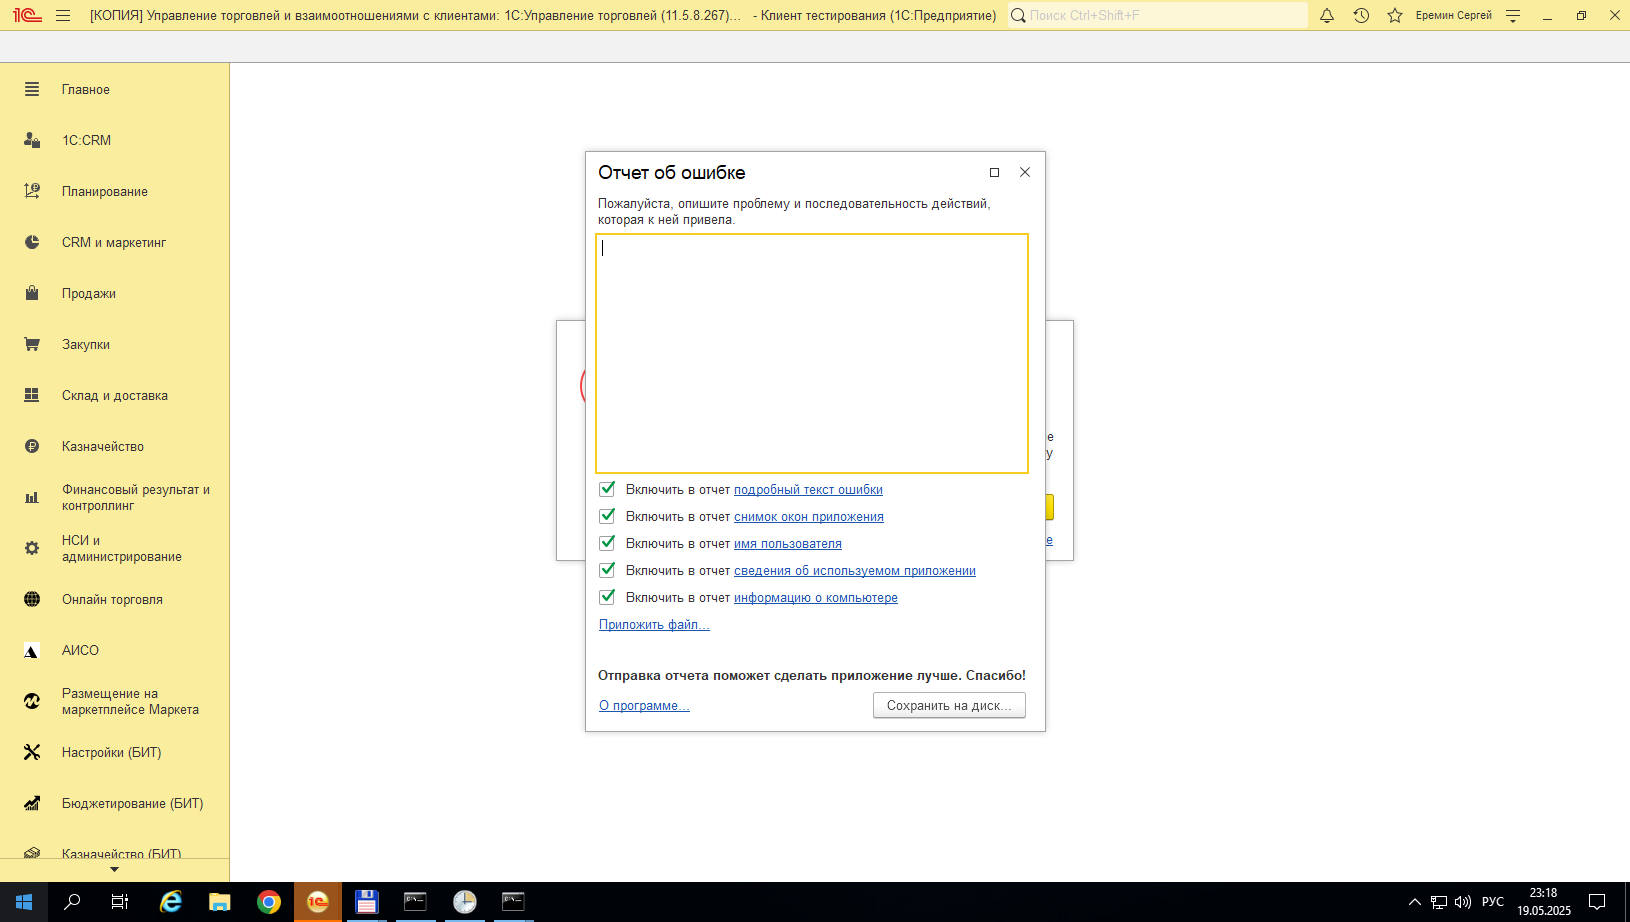 [КОПИЯ] Управление торговлей и взаимоотношениями с клиентами: 1С:Управление торговлей (11.5.8.267)... - Клиент тестирования (1С:Предприятие)
Поиск Ctrl+Shift+F
Еремин Сергей
Главное
1С:CRM
Планирование
CRM и маркетинг
Продажи
Закупки
Склад и доставка
Казначейство
Финансовый результат и
контроллинг
НСИ и
администрирование
Онлайн торговля
АИСО
Размещение на
маркетплейсе Маркета
Настройки (БИТ)
Бюджетирование (БИТ)
Казначейство (БИТ)
Отчет об ошибке
Пожалуйста, опишите проблему и последовательность действий,
которая к ней привела.
Включить в отчет подробный текст ошибки
Включить в отчет снимок окон приложения
Включить в отчет имя пользователя
Включить в отчет сведения об используемом приложении
Включить в отчет информацию о компьютере
Приложить файл...
Отправка отчета поможет сделать приложение лучше. Спасибо!
О программе...
Сохранить на диск...
е
у
е
РУС
23:18
19.05.2025